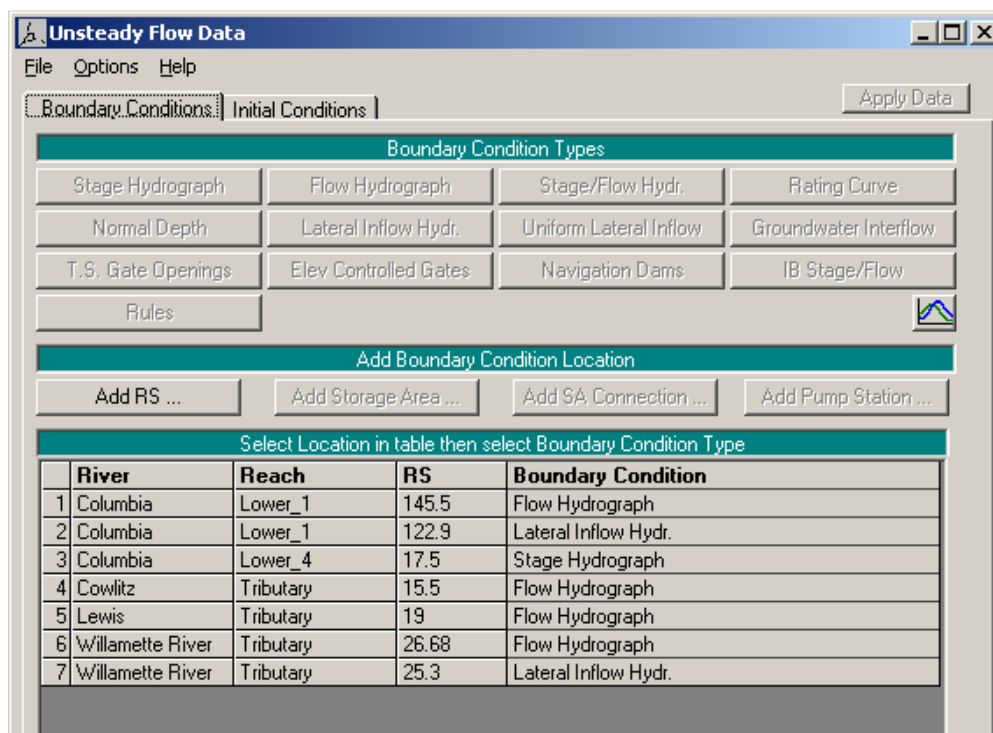 Unsteady Flow Data
File Options Help
Apply Data
Boundary Conditions Initial Conditions
Boundary Condition Types
Stage Hydrograph Flow Hydrograph Stage/Flow Hydr. Rating Curve
Normal Depth Lateral Inflow Hydr. Uniform Lateral Inflow Groundwater Interflow
T.S. Gate Openings Elev Controlled Gates Navigation Dams IB Stage/Flow
Rules
Add Boundary Condition Location
Add RS ... Add Storage Area ... Add SA Connection ... Add Pump Station ...
Select Location in table then select Boundary Condition Type
River Reach RS Boundary Condition
1 Columbia Lower_1 145.5 Flow Hydrograph
2 Columbia Lower_1 122.9 Lateral Inflow Hydr.
3 Columbia Lower_4 17.5 Stage Hydrograph
4 Cowlitz Tributary 15.5 Flow Hydrograph
5 Lewis Tributary 19 Flow Hydrograph
6 Willamette River Tributary 26.68 Flow Hydrograph
7 Willamette River Tributary 25.3 Lateral Inflow Hydr.